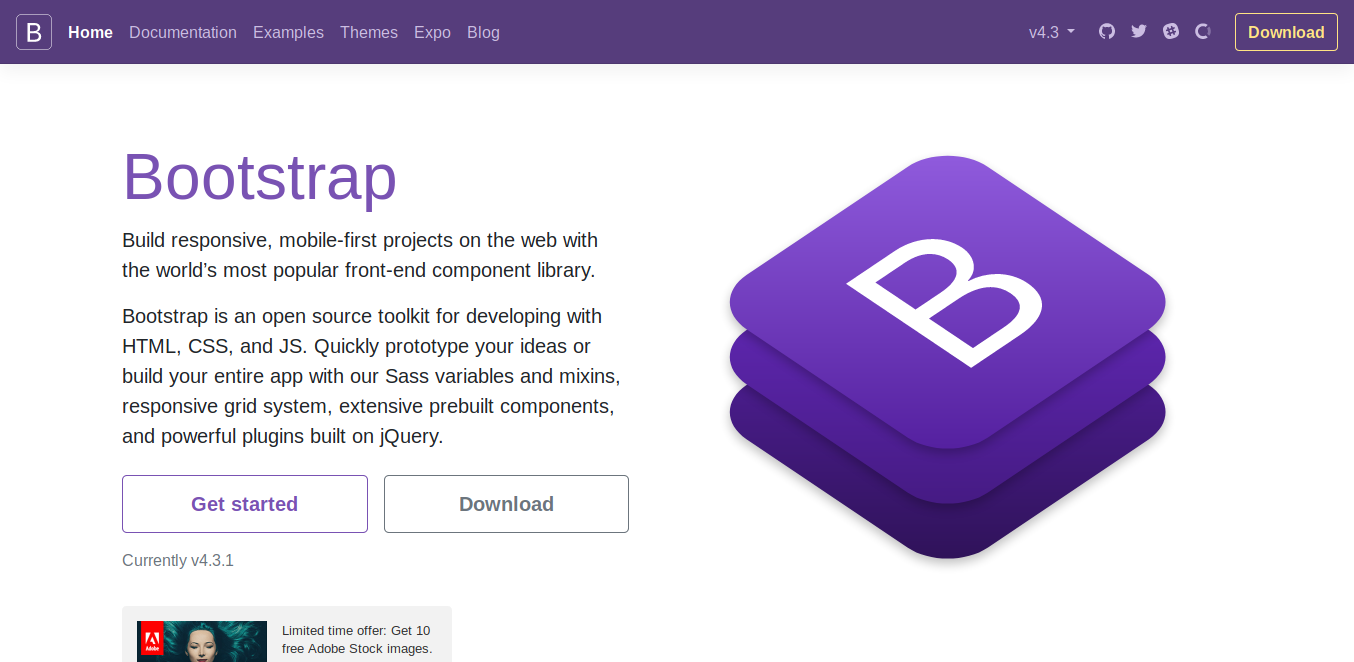 B Home Documentation Examples Themes Expo Blog v4.3 Download
Bootstrap
Build responsive, mobile-first projects on the web with
the world’s most popular front-end component library.
Bootstrap is an open source toolkit for developing with
HTML, CSS, and JS. Quickly prototype your ideas or
build your entire app with our Sass variables and mixins,
responsive grid system, extensive prebuilt components,
and powerful plugins built on jQuery.
Get started Download
Currently v4.3.1
B
Adobe
Limited time offer: Get 10
free Adobe Stock images.